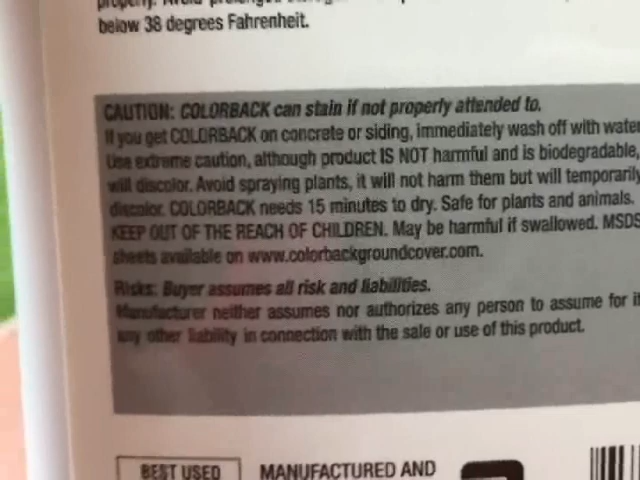 below 38 degrees Fahrenheit.
CAUTION: COLORBACK can stain if not properly attended to.
If you get COLORBACK on concrete or siding, immediately wash off with water
Use extreme caution, although product IS NOT harmful and is biodegradable,
will discolor. Avoid spraying plants, it will not harm them but will temporarily
discolor. COLORBACK needs 15 minutes to dry. Safe for plants and animals.
KEEP OUT OF THE REACH OF CHILDREN. May be harmful if swallowed. MSDS
sheets available on www.colorbackgroundcover.com.
Risks: Buyer assumes all risk and liabilities.
Manufacturer neither assumes nor authorizes any person to assume for it
any other liability in connection with the sale or use of this product.
BEST USED
MANUFACTURED AND